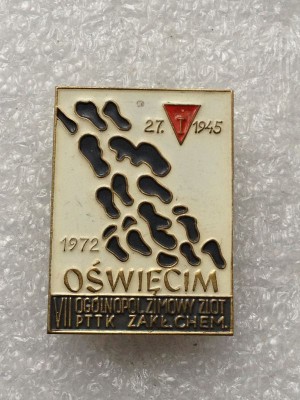 27. I 1945
1972
OŚWIĘCIM
VII OGÓLNOPOL. ZIMOWY ZLOT
PTTK ZAKŁ. CHEM.